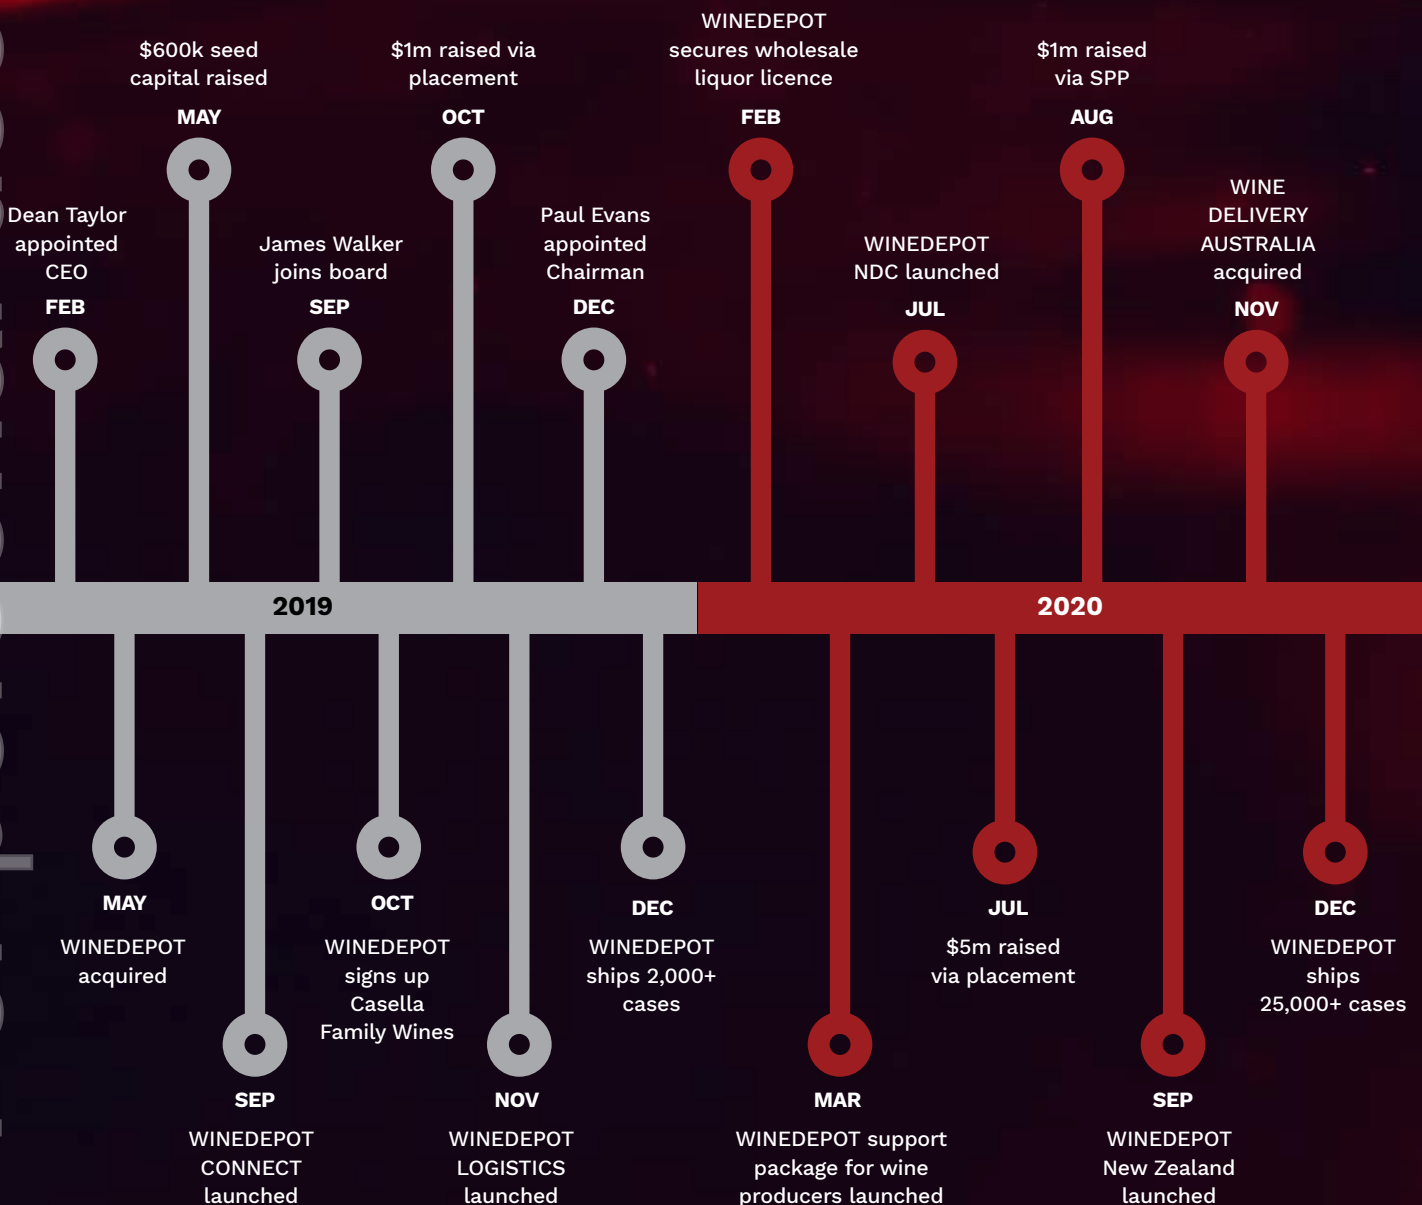 WINEDEPOT
secures wholesale
liquor licence
FEB
$600k seed
capital raised
MAY
$1m raised via
placement
OCT
$1m raised
via SPP
AUG
Dean Taylor
appointed
CEO
FEB
James Walker
joins board
SEP
Paul Evans
appointed
Chairman
DEC
WINEDEPOT
NDC launched
JUL
WINE
DELIVERY
AUSTRALIA
acquired
NOV
2019
2020
MAY
WINEDEPOT
acquired
OCT
WINEDEPOT
signs up
Casella
Family Wines
DEC
WINEDEPOT
ships 2,000+
cases
JUL
$5m raised
via placement
DEC
WINEDEPOT
ships
25,000+ cases
SEP
WINEDEPOT
CONNECT
launched
NOV
WINEDEPOT
LOGISTICS
launched
MAR
WINEDEPOT support
package for wine
producers launched
SEP
WINEDEPOT
New Zealand
launched